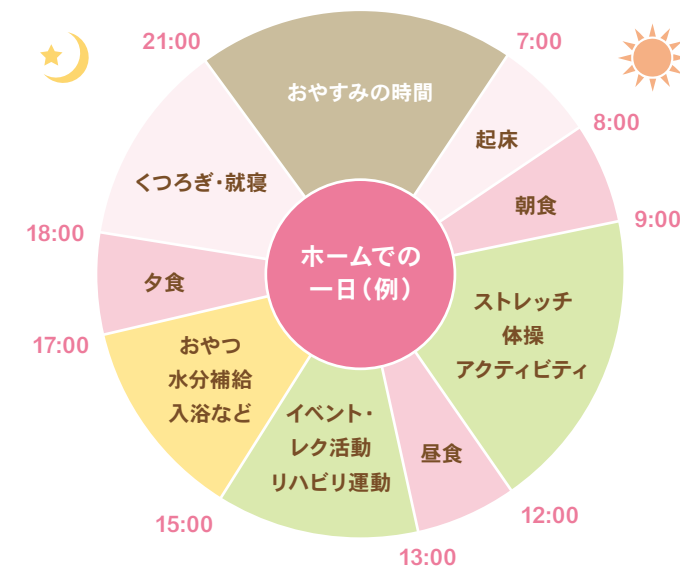 ホームでの
一日（例）
7:00
起床
8:00
朝食
9:00
ストレッチ
体操
アクティビティ
12:00
昼食
13:00
イベント・
レク活動
リハビリ運動
15:00
おやつ
水分補給
入浴など
17:00
夕食
18:00
くつろぎ・就寝
21:00
おやすみの時間